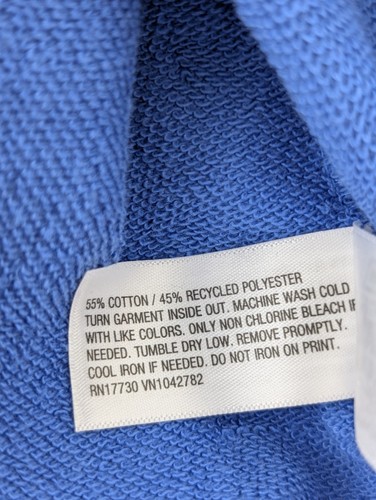 55% COTTON / 45% RECYCLED POLYESTER
TURN GARMENT INSIDE OUT. MACHINE WASH COLD
WITH LIKE COLORS. ONLY NON CHLORINE BLEACH IF
NEEDED. TUMBLE DRY LOW. REMOVE PROMPTLY.
COOL IRON IF NEEDED. DO NOT IRON ON PRINT.
RN17730 VN1042782